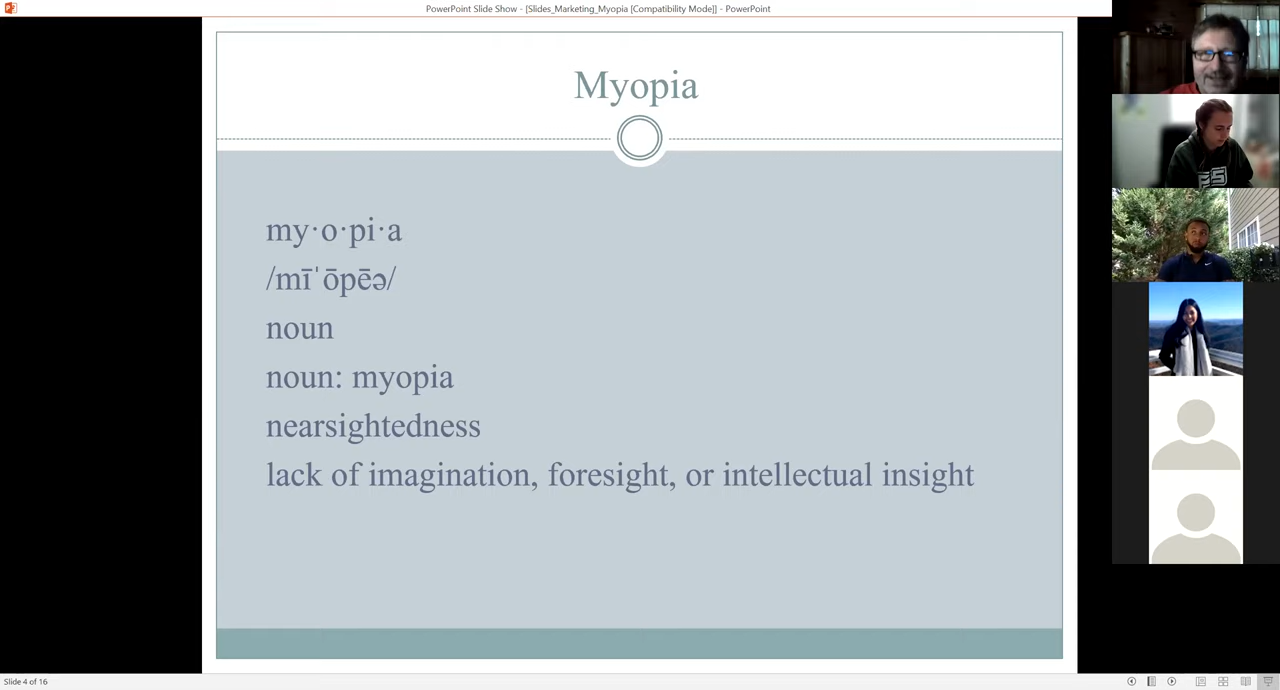 PowerPoint Slide Show - [Slides_Marketing_Myopia [Compatibility Mode]] - PowerPoint
Myopia
my·o·pi·a
/mīˈōpēə/
noun
noun: myopia
nearsightedness
lack of imagination, foresight, or intellectual insight
Slide 4 of 16